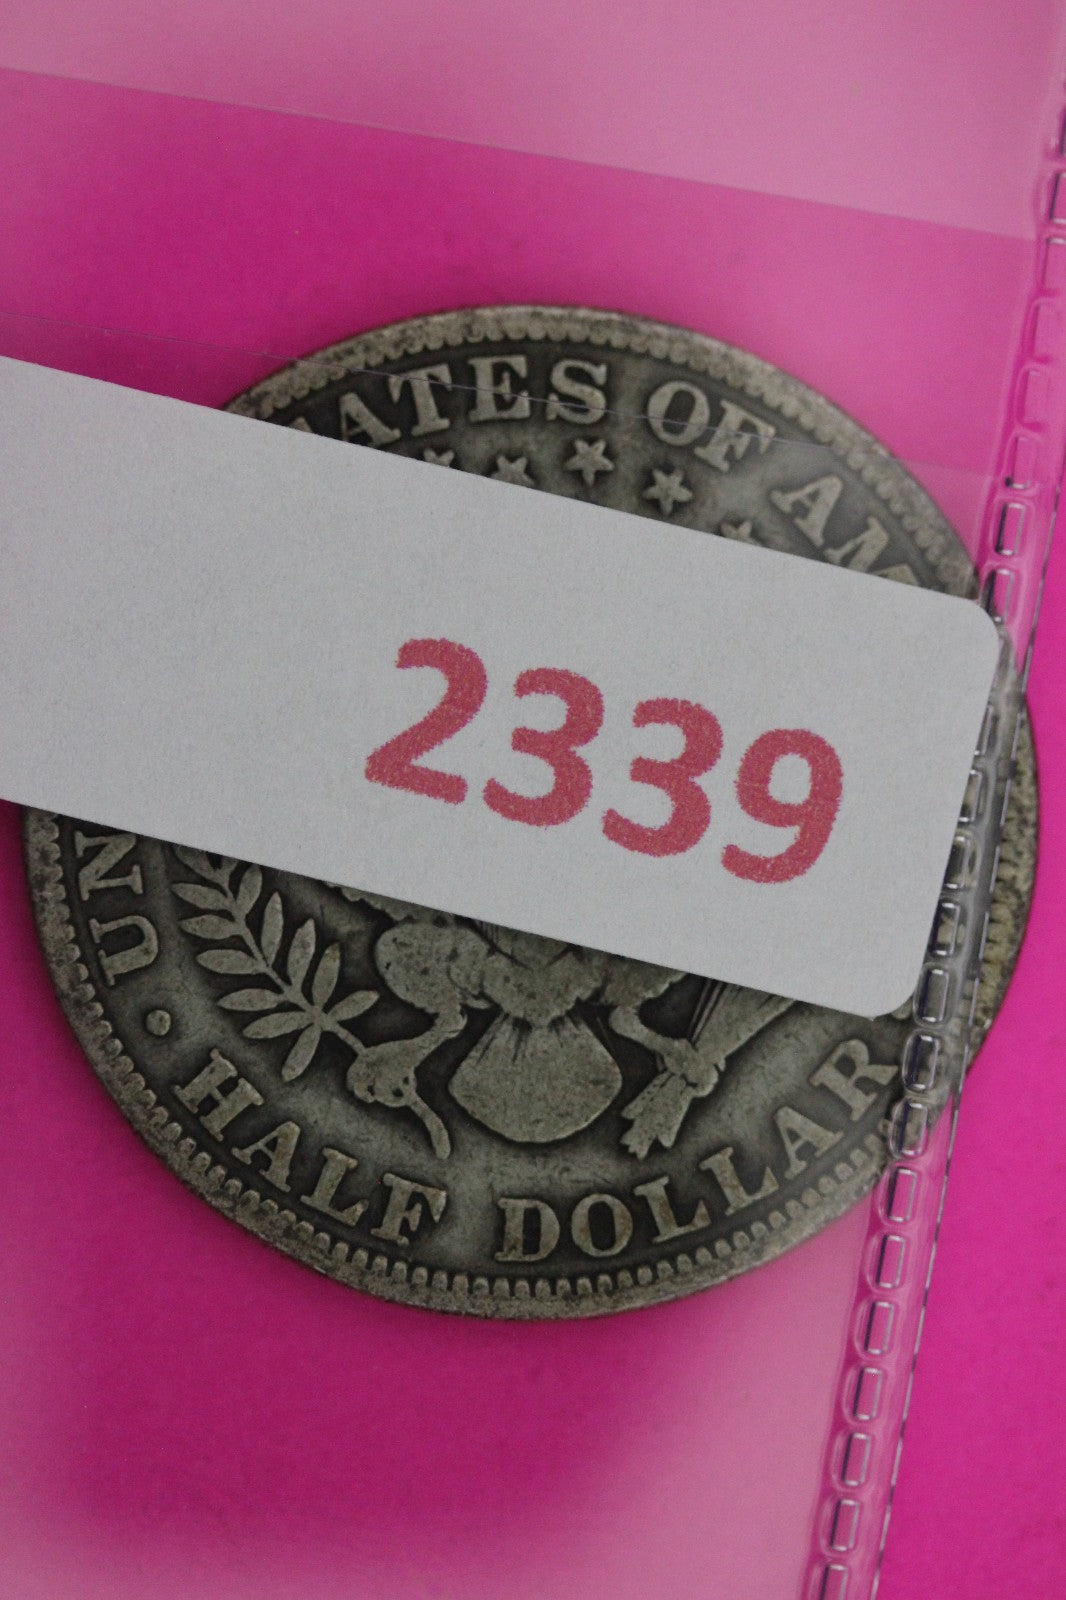 ATES OF AM
2339
UN
HALF DOLLAR